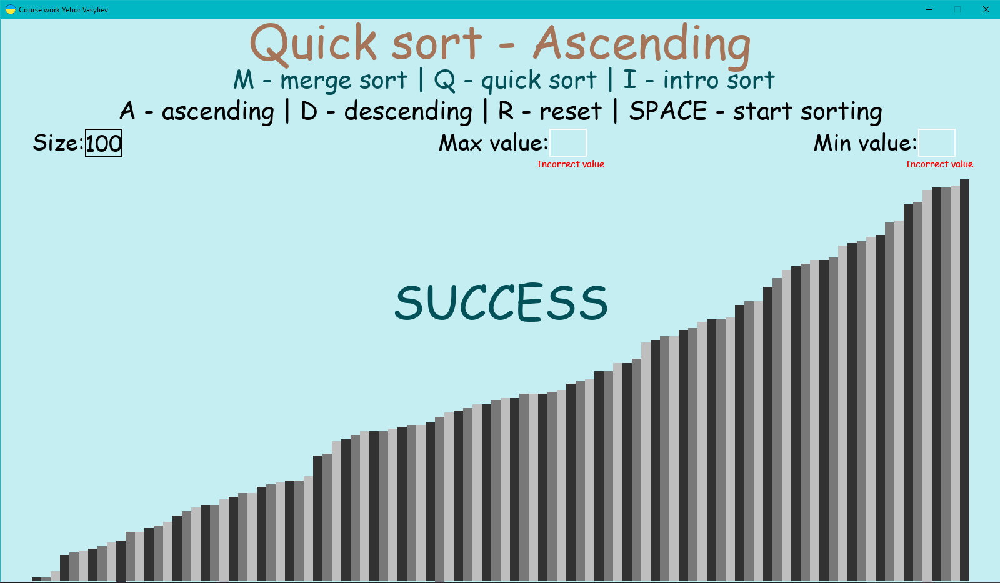 Course work Yehor Vasyliev
Quick sort - Ascending
M - merge sort | Q - quick sort | I - intro sort
A - ascending | D - descending | R - reset | SPACE - start sorting
Size: 100 Max value: Min value:
Incorrect value Incorrect value
SUCCESS